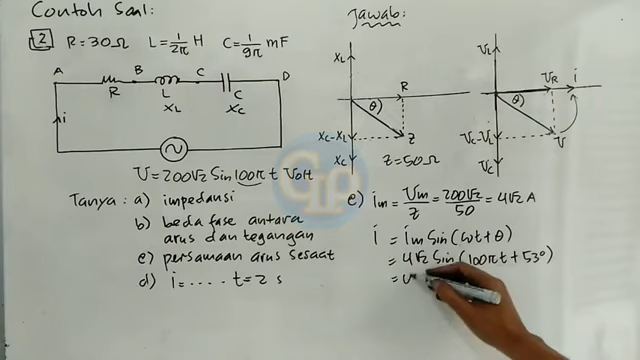 Contoh Soal:
2 R = 30 Ω L = 1/2π H C = 1/9π mF
A B C D
R L C
XL XC
i
V = 200√2 Sin 100π t Volt
Tanya : a) impedansi
b) beda fase antara
arus dan tegangan
c) persamaan arus sesaat
d) i = .... t = 2 s
Jawab:
XL
R
θ)
XC-XL
Z
XC
Z = 50 Ω
VL
VR i
θ)
VC-VL
V
VC
c) im = Vm/Z = 200√2/50 = 4√2 A
i = im Sin (ωt + θ)
= 4√2 Sin (100πt + 53°)
=